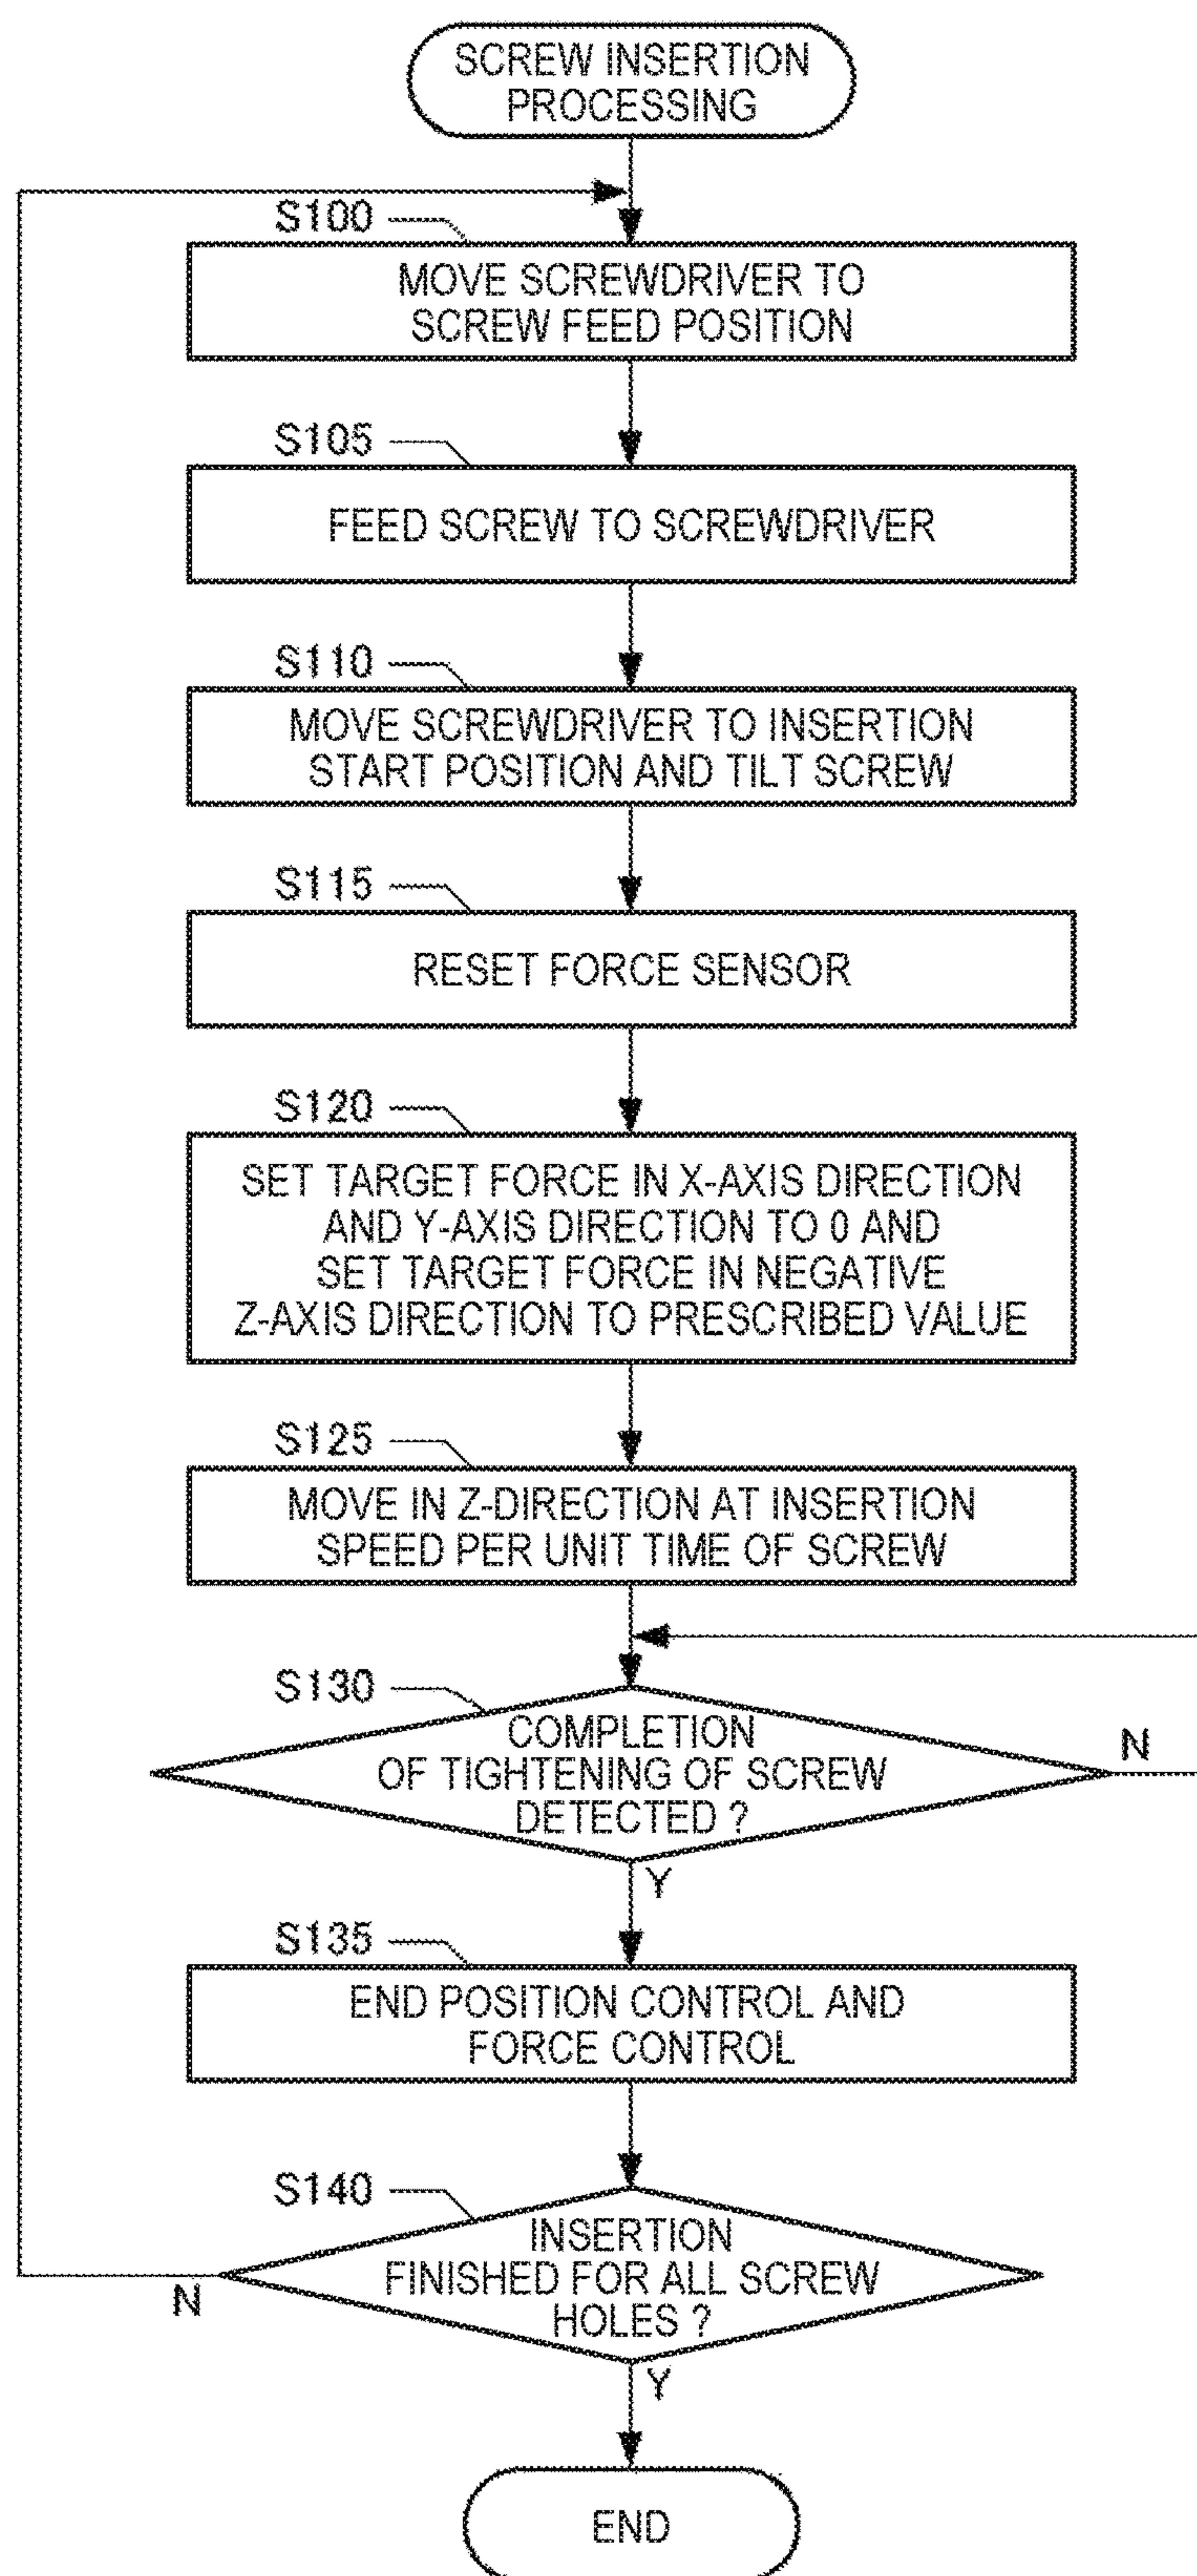 SCREW INSERTION
PROCESSING
S100
MOVE SCREWDRIVER TO
SCREW FEED POSITION
S105
FEED SCREW TO SCREWDRIVER
S110
MOVE SCREWDRIVER TO INSERTION
START POSITION AND TILT SCREW
S115
RESET FORCE SENSOR
S120
SET TARGET FORCE IN X-AXIS DIRECTION
AND Y-AXIS DIRECTION TO 0 AND
SET TARGET FORCE IN NEGATIVE
Z-AXIS DIRECTION TO PRESCRIBED VALUE
S125
MOVE IN Z-DIRECTION AT INSERTION
SPEED PER UNIT TIME OF SCREW
S130
COMPLETION
OF TIGHTENING OF SCREW
DETECTED ?
N
Y
S135
END POSITION CONTROL AND
FORCE CONTROL
S140
INSERTION
FINISHED FOR ALL SCREW
HOLES ?
N
Y
END